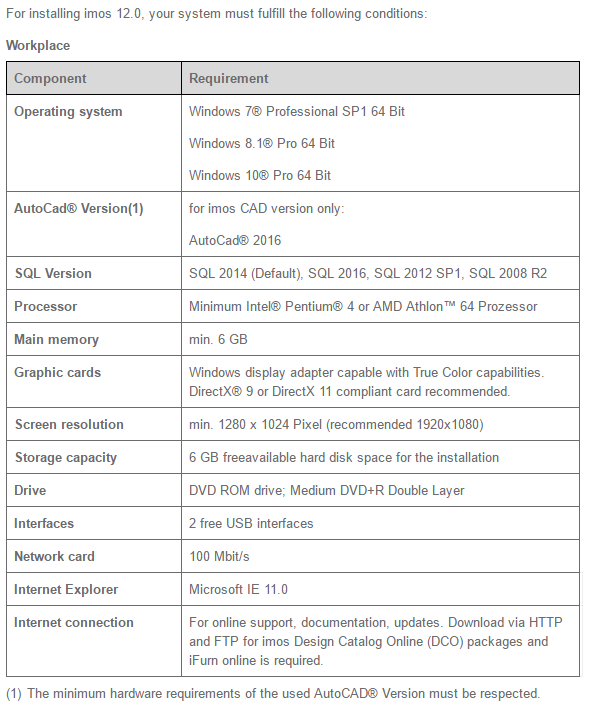 For installing imos 12.0, your system must fulfill the following conditions:
Workplace
Component Requirement
Operating system Windows 7® Professional SP1 64 Bit
Windows 8.1® Pro 64 Bit
Windows 10® Pro 64 Bit
AutoCad® Version(1) for imos CAD version only:
AutoCad® 2016
SQL Version SQL 2014 (Default), SQL 2016, SQL 2012 SP1, SQL 2008 R2
Processor Minimum Intel® Pentium® 4 or AMD Athlon™ 64 Prozessor
Main memory min. 6 GB
Graphic cards Windows display adapter capable with True Color capabilities.
DirectX® 9 or DirectX 11 compliant card recommended.
Screen resolution min. 1280 x 1024 Pixel (recommended 1920x1080)
Storage capacity 6 GB freeavailable hard disk space for the installation
Drive DVD ROM drive; Medium DVD+R Double Layer
Interfaces 2 free USB interfaces
Network card 100 Mbit/s
Internet Explorer Microsoft IE 11.0
Internet connection For online support, documentation, updates. Download via HTTP
and FTP for imos Design Catalog Online (DCO) packages and
iFurn online is required.
(1) The minimum hardware requirements of the used AutoCAD® Version must be respected.